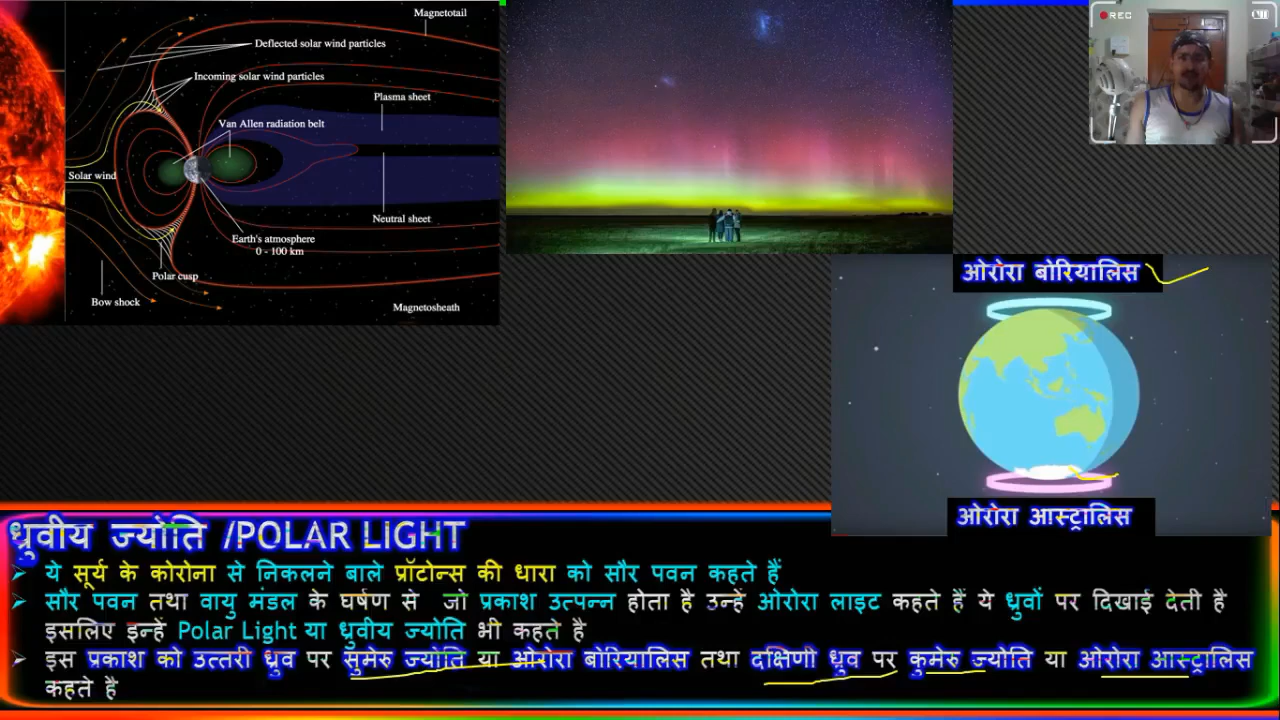 Magnetotail
REC
Deflected solar wind particles
Incoming solar wind particles
Plasma sheet
Van Allen radiation belt
Solar wind
Neutral sheet
Earth's atmosphere
0 - 100 km
Polar cusp
Bow shock
Magnetosheath
ओरोरा बोरियालिस
ओरोरा आस्ट्रालिस
ध्रुवीय ज्योति /POLAR LIGHT
➤ ये सूर्य के कोरोना से निकलने बाले प्रॉटोन्स की धारा को सौर पवन कहते हैं
➤ सौर पवन तथा वायु मंडल के घर्षण से जो प्रकाश उत्पन्न होता है उन्हें ओरोरा लाइट कहते हैं ये ध्रुवों पर दिखाई देती है
इसलिए इन्हें Polar Light या ध्रुवीय ज्योति भी कहते है
➤ इस प्रकाश को उत्तरी ध्रुव पर सुमेरु ज्योति या ओरोरा बोरियालिस तथा दक्षिणी ध्रुव पर कुमेरु ज्योति या ओरोरा आस्ट्रालिस
कहते है